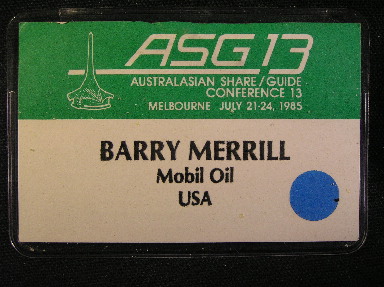 ASG 13
AUSTRALASIAN SHARE/GUIDE
CONFERENCE 13
MELBOURNE JULY 21-24, 1985
BARRY MERRILL
Mobil Oil
USA